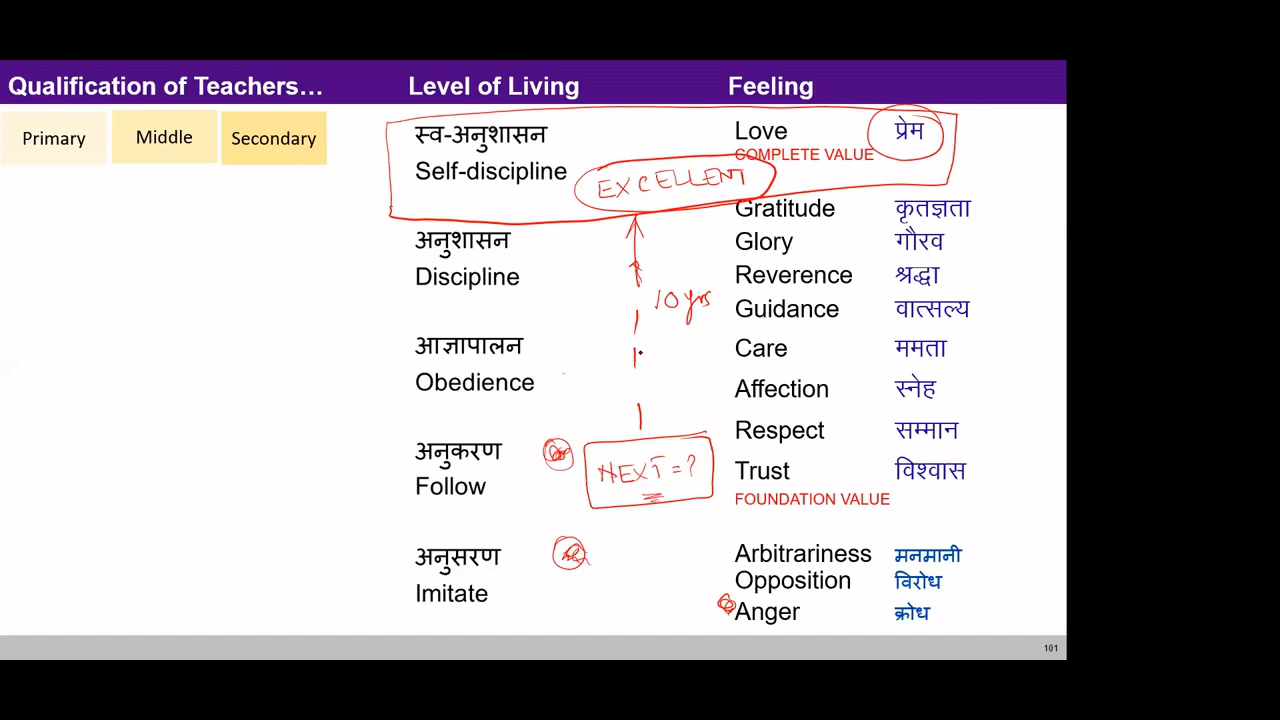 Qualification of Teachers…
Level of Living
Feeling
Primary
Middle
Secondary
स्व-अनुशासन
Self-discipline
EXCELLENT
Love प्रेम
COMPLETE VALUE
Gratitude कृतज्ञता
अनुशासन
Discipline
Glory गौरव
Reverence श्रद्धा
10 yrs
Guidance वात्सल्य
आज्ञापालन
Obedience
Care ममता
Affection स्नेह
अनुकरण
Follow
NEXT = ?
Respect सम्मान
Trust विश्वास
FOUNDATION VALUE
अनुसरण
Imitate
Arbitrariness मनमानी
Opposition विरोध
Anger क्रोध
101